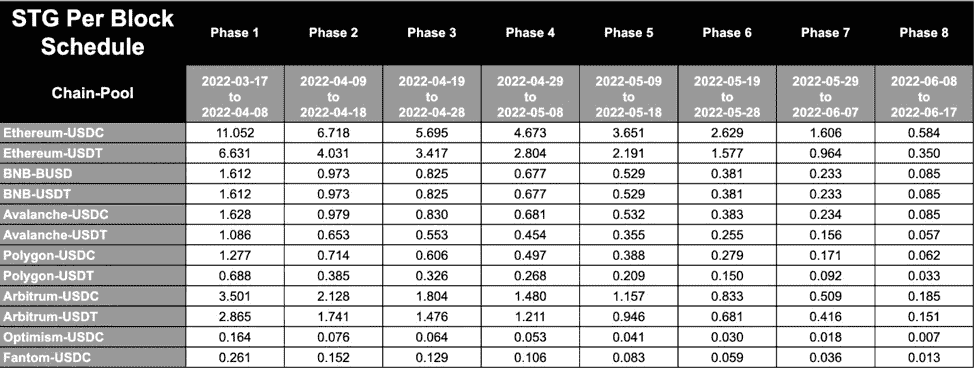 STG Per Block
Schedule
Phase 1 Phase 2 Phase 3 Phase 4 Phase 5 Phase 6 Phase 7 Phase 8
Chain-Pool
2022-03-17 2022-04-09 2022-04-19 2022-04-29 2022-05-09 2022-05-19 2022-05-29 2022-06-08
to to to to to to to to
2022-04-08 2022-04-18 2022-04-28 2022-05-08 2022-05-18 2022-05-28 2022-06-07 2022-06-17
Ethereum-USDC 11.052 6.718 5.695 4.673 3.651 2.629 1.606 0.584
Ethereum-USDT 6.631 4.031 3.417 2.804 2.191 1.577 0.964 0.350
BNB-BUSD 1.612 0.973 0.825 0.677 0.529 0.381 0.233 0.085
BNB-USDT 1.612 0.973 0.825 0.677 0.529 0.381 0.233 0.085
Avalanche-USDC 1.628 0.979 0.830 0.681 0.532 0.383 0.234 0.085
Avalanche-USDT 1.086 0.653 0.553 0.454 0.355 0.255 0.156 0.057
Polygon-USDC 1.277 0.714 0.606 0.497 0.388 0.279 0.171 0.062
Polygon-USDT 0.688 0.385 0.326 0.268 0.209 0.150 0.092 0.033
Arbitrum-USDC 3.501 2.128 1.804 1.480 1.157 0.833 0.509 0.185
Arbitrum-USDT 2.865 1.741 1.476 1.211 0.946 0.681 0.416 0.151
Optimism-USDC 0.164 0.076 0.064 0.053 0.041 0.030 0.018 0.007
Fantom-USDC 0.261 0.152 0.129 0.106 0.083 0.059 0.036 0.013